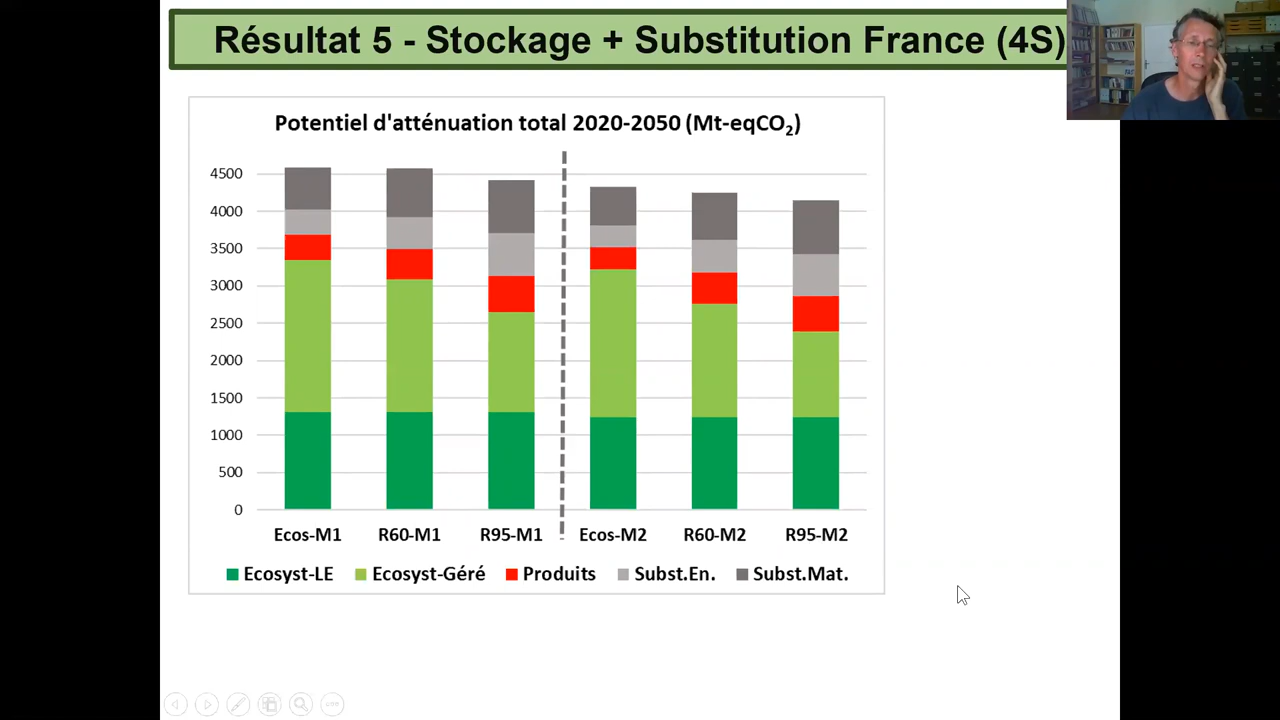 Résultat 5 - Stockage + Substitution France (4S)
Potentiel d'atténuation total 2020-2050 (Mt-eqCO₂)
4500
4000
3500
3000
2500
2000
1500
1000
500
0
Ecos-M1 R60-M1 R95-M1 Ecos-M2 R60-M2 R95-M2
Ecosyst-LE Ecosyst-Géré Produits Subst.En. Subst.Mat.